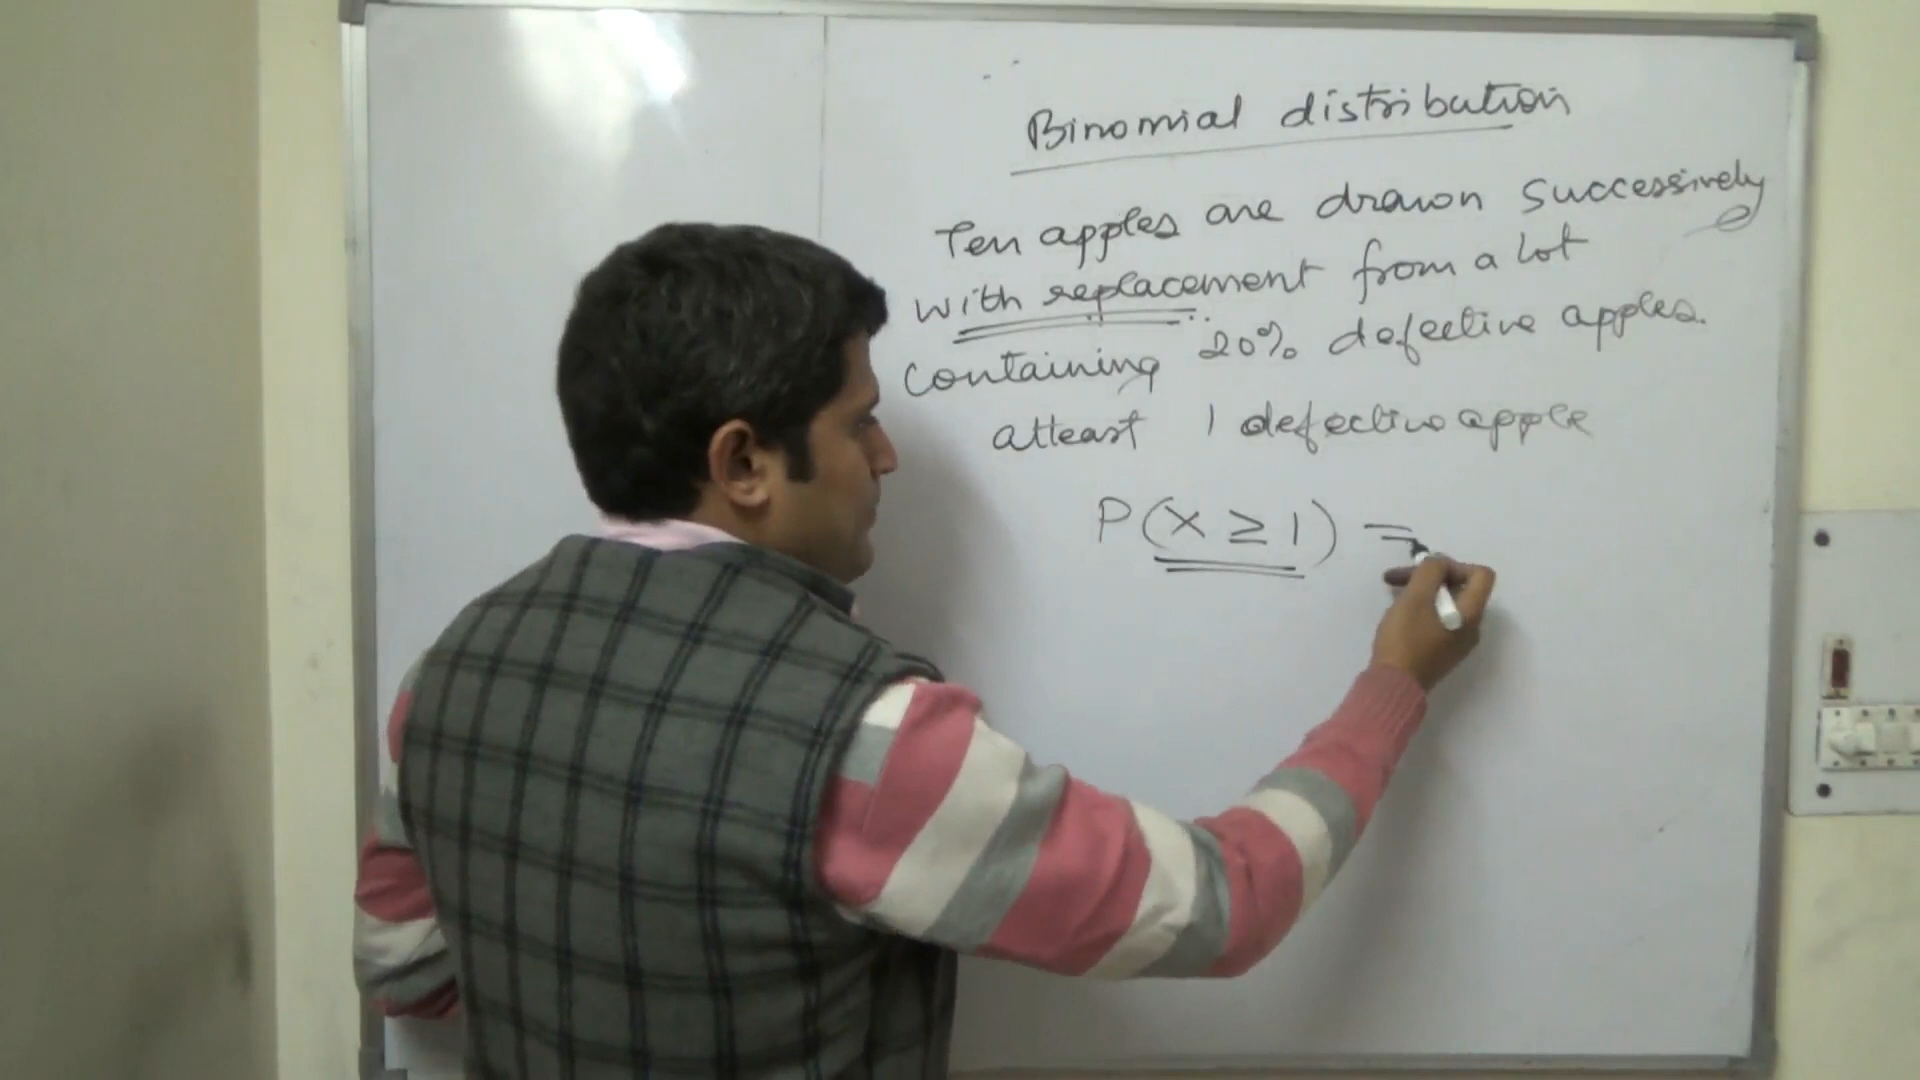 Binomial distribution
Ten apples are drawn successively
with replacement from a lot
containing 20% defective apples.
atleast 1 defective apple
P(X ≥ 1) =